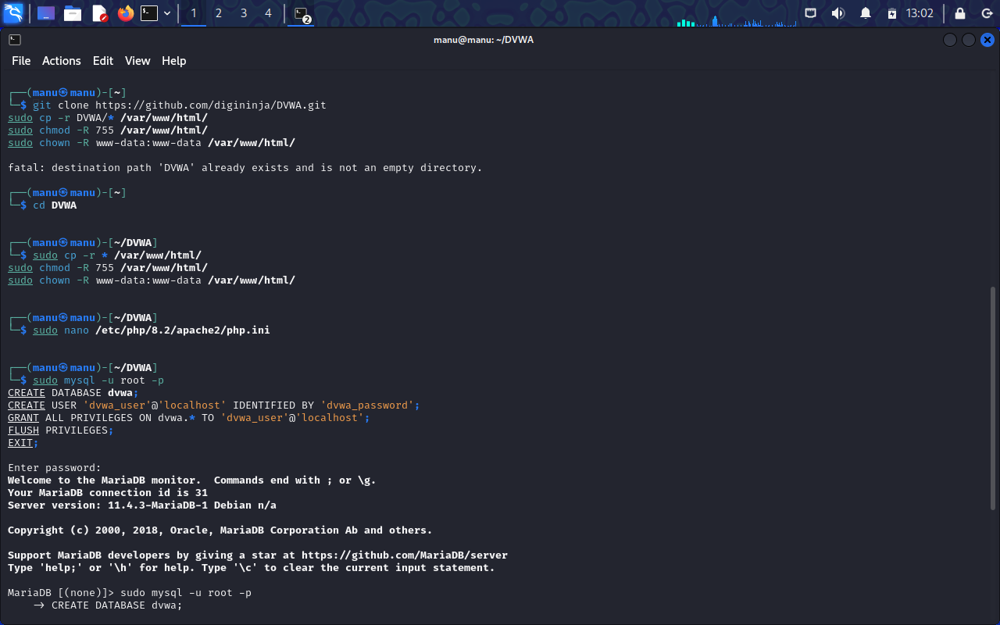 1 2 3 4 2 13:02
manu@manu: ~/DVWA
File Actions Edit View Help
┌──(manu㉿manu)-[~]
└─$ git clone https://github.com/digininja/DVWA.git
sudo cp -r DVWA/* /var/www/html/
sudo chmod -R 755 /var/www/html/
sudo chown -R www-data:www-data /var/www/html/
fatal: destination path 'DVWA' already exists and is not an empty directory.
┌──(manu㉿manu)-[~]
└─$ cd DVWA
┌──(manu㉿manu)-[~/DVWA]
└─$ sudo cp -r * /var/www/html/
sudo chmod -R 755 /var/www/html/
sudo chown -R www-data:www-data /var/www/html/
┌──(manu㉿manu)-[~/DVWA]
└─$ sudo nano /etc/php/8.2/apache2/php.ini
┌──(manu㉿manu)-[~/DVWA]
└─$ sudo mysql -u root -p
CREATE DATABASE dvwa;
CREATE USER 'dvwa_user'@'localhost' IDENTIFIED BY 'dvwa_password';
GRANT ALL PRIVILEGES ON dvwa.* TO 'dvwa_user'@'localhost';
FLUSH PRIVILEGES;
EXIT;
Enter password:
Welcome to the MariaDB monitor.  Commands end with ; or \g.
Your MariaDB connection id is 31
Server version: 11.4.3-MariaDB-1 Debian n/a
Copyright (c) 2000, 2018, Oracle, MariaDB Corporation Ab and others.
Support MariaDB developers by giving a star at https://github.com/MariaDB/server
Type 'help;' or '\h' for help. Type '\c' to clear the current input statement.
MariaDB [(none)]> sudo mysql -u root -p
    -> CREATE DATABASE dvwa;